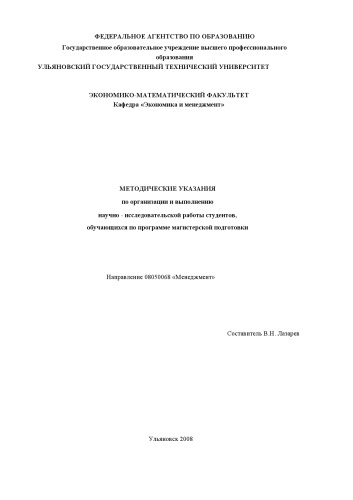 ФЕДЕРАЛЬНОЕ АГЕНТСТВО ПО ОБРАЗОВАНИЮ
Государственное образовательное учреждение высшего профессионального
образования
УЛЬЯНОВСКИЙ ГОСУДАРСТВЕННЫЙ ТЕХНИЧЕСКИЙ УНИВЕРСИТЕТ
ЭКОНОМИКО-МАТЕМАТИЧЕСКИЙ ФАКУЛЬТЕТ
Кафедра «Экономика и менеджмент»
МЕТОДИЧЕСКИЕ УКАЗАНИЯ
по организации и выполнению
научно - исследовательской работы студентов,
обучающихся по программе магистерской подготовки
Направление 08050068 «Менеджмент»
Составитель В.Н. Лазарев
Ульяновск 2008